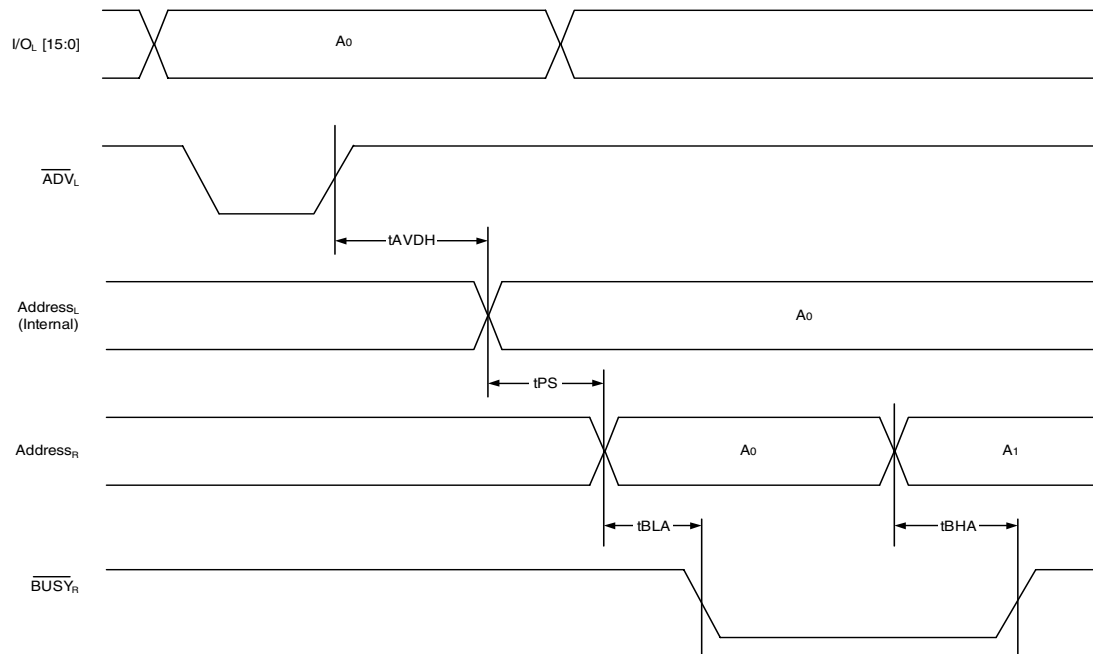 I/OL [15:0]
A0
ADVL
tAVDH
AddressL
(Internal)
A0
tPS
AddressR
A0
A1
tBLA
tBHA
BUSYR